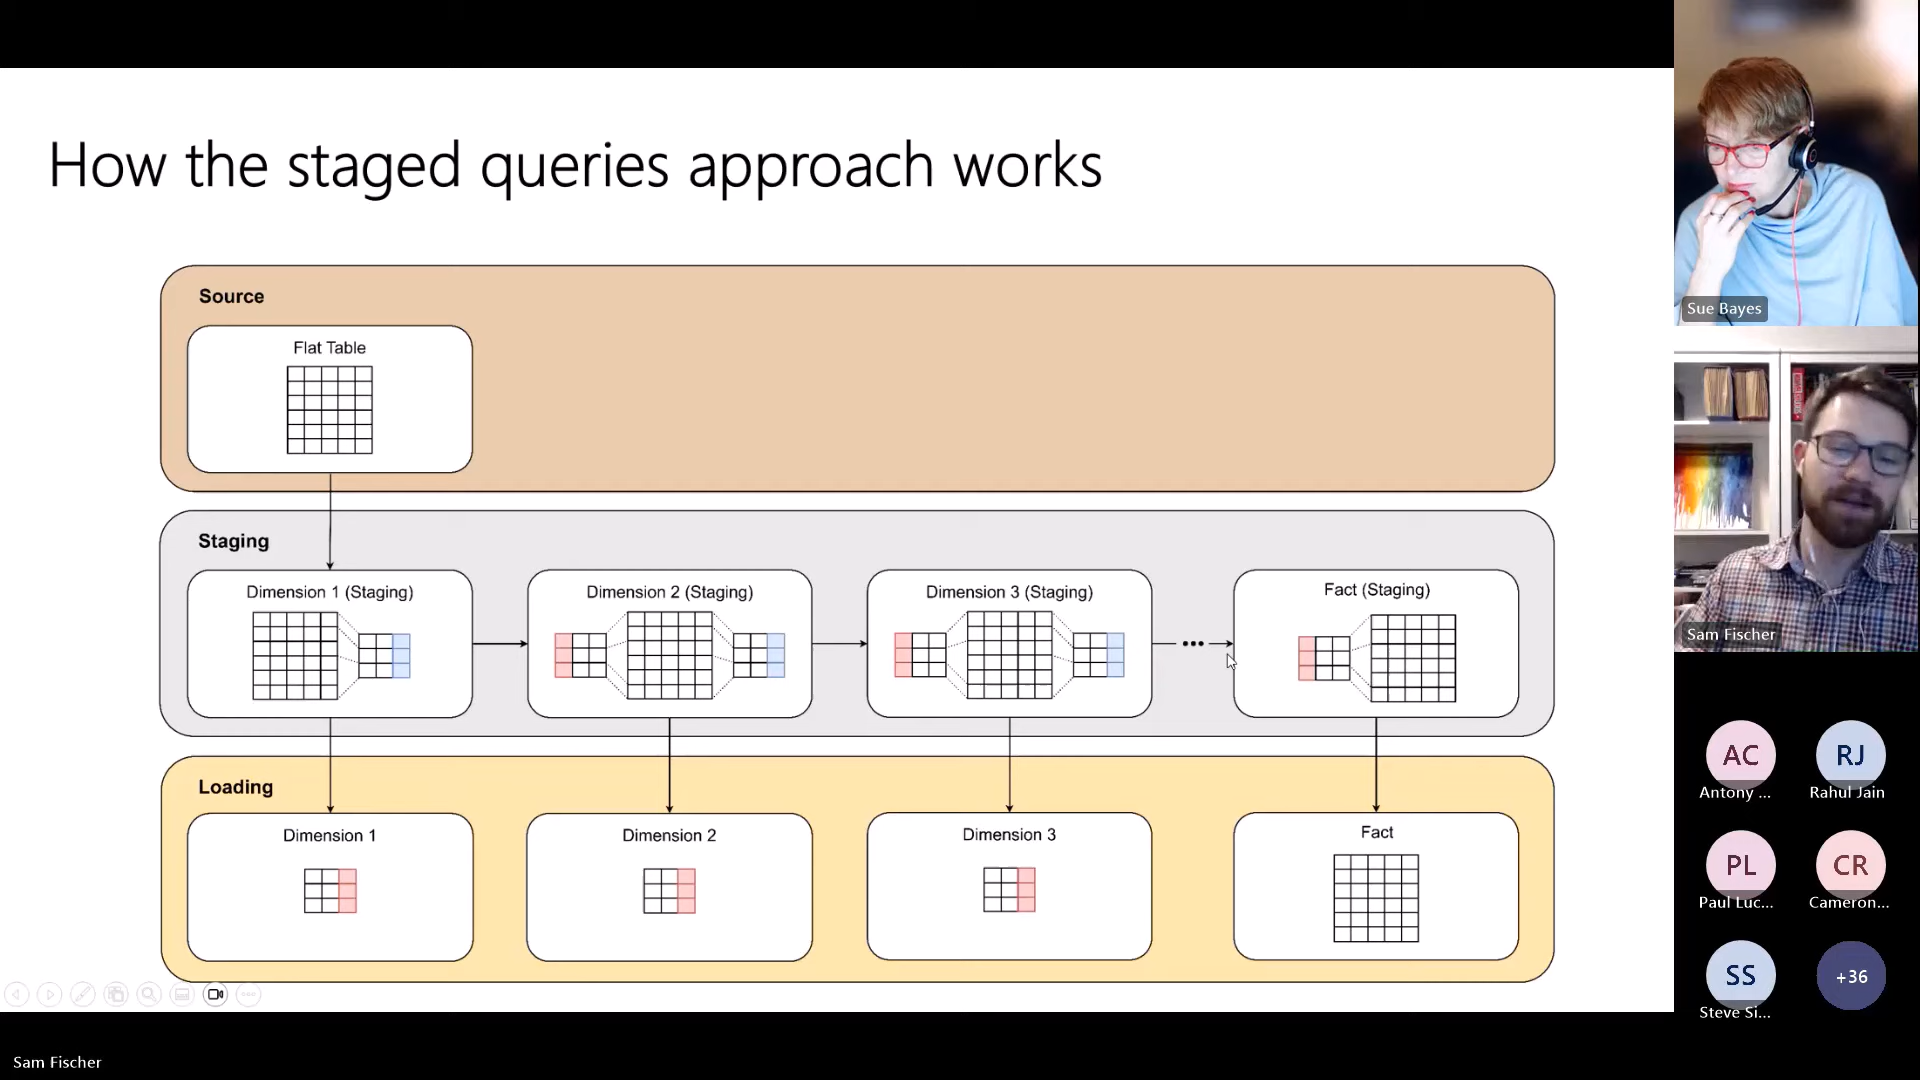 How the staged queries approach works
Source
Flat Table
Staging
Dimension 1 (Staging)
Dimension 2 (Staging)
Dimension 3 (Staging)
Fact (Staging)
Loading
Dimension 1
Dimension 2
Dimension 3
Fact
Sam Fischer
Sue Bayes
Sam Fischer
AC
RJ
Antony ...
Rahul Jain
PL
CR
Paul Luc...
Cameron...
SS
+36
Steve Si...